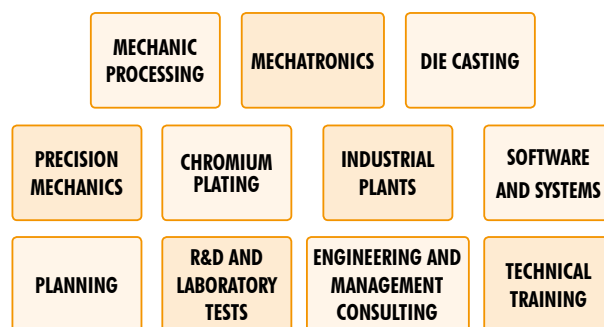 MECHANIC
PROCESSING
MECHATRONICS
DIE CASTING
PRECISION
MECHANICS
CHROMIUM
PLATING
INDUSTRIAL
PLANTS
SOFTWARE
AND SYSTEMS
PLANNING
R&D AND
LABORATORY
TESTS
ENGINEERING AND
MANAGEMENT
CONSULTING
TECHNICAL
TRAINING